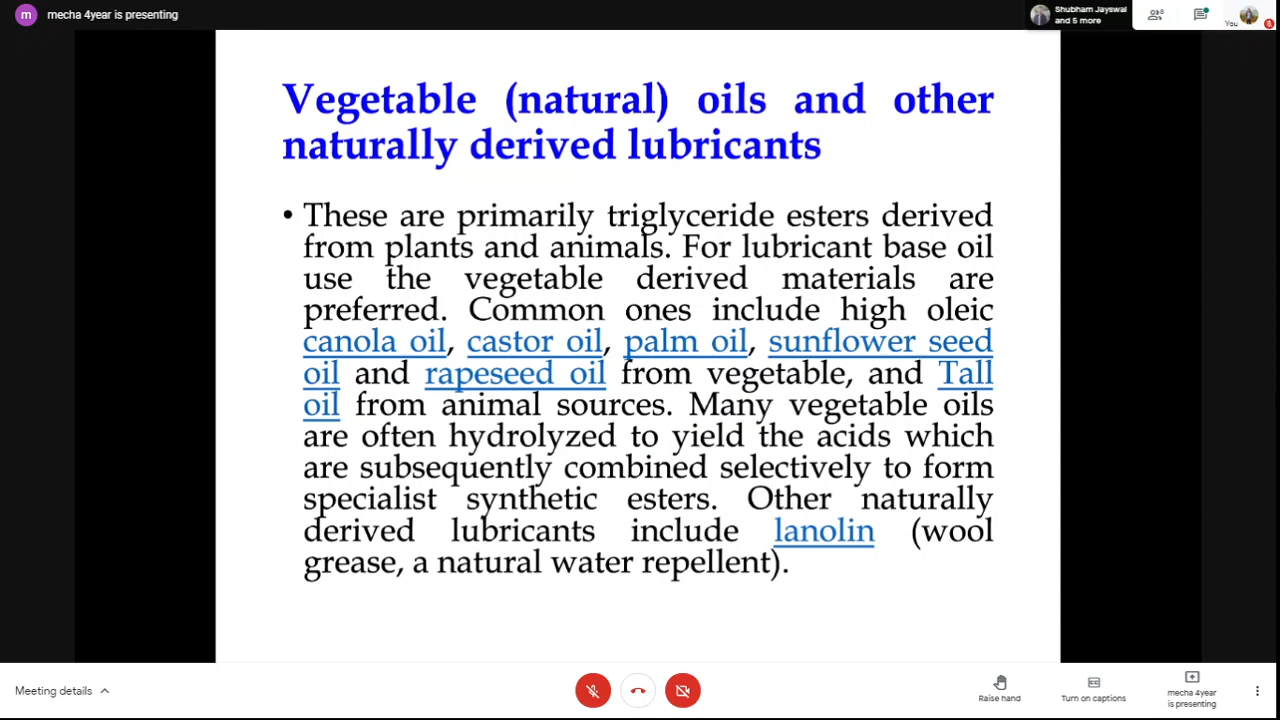 m mecha 4year is presenting
Shubham Jayswal
and 5 more
8
You
Vegetable (natural) oils and other
naturally derived lubricants
• These are primarily triglyceride esters derived
from plants and animals. For lubricant base oil
use the vegetable derived materials are
preferred. Common ones include high oleic
canola oil, castor oil, palm oil, sunflower seed
oil and rapeseed oil from vegetable, and Tall
oil from animal sources. Many vegetable oils
are often hydrolyzed to yield the acids which
are subsequently combined selectively to form
specialist synthetic esters. Other naturally
derived lubricants include lanolin (wool
grease, a natural water repellent).
Meeting details
Raise hand
Turn on captions
mecha 4year
is presenting